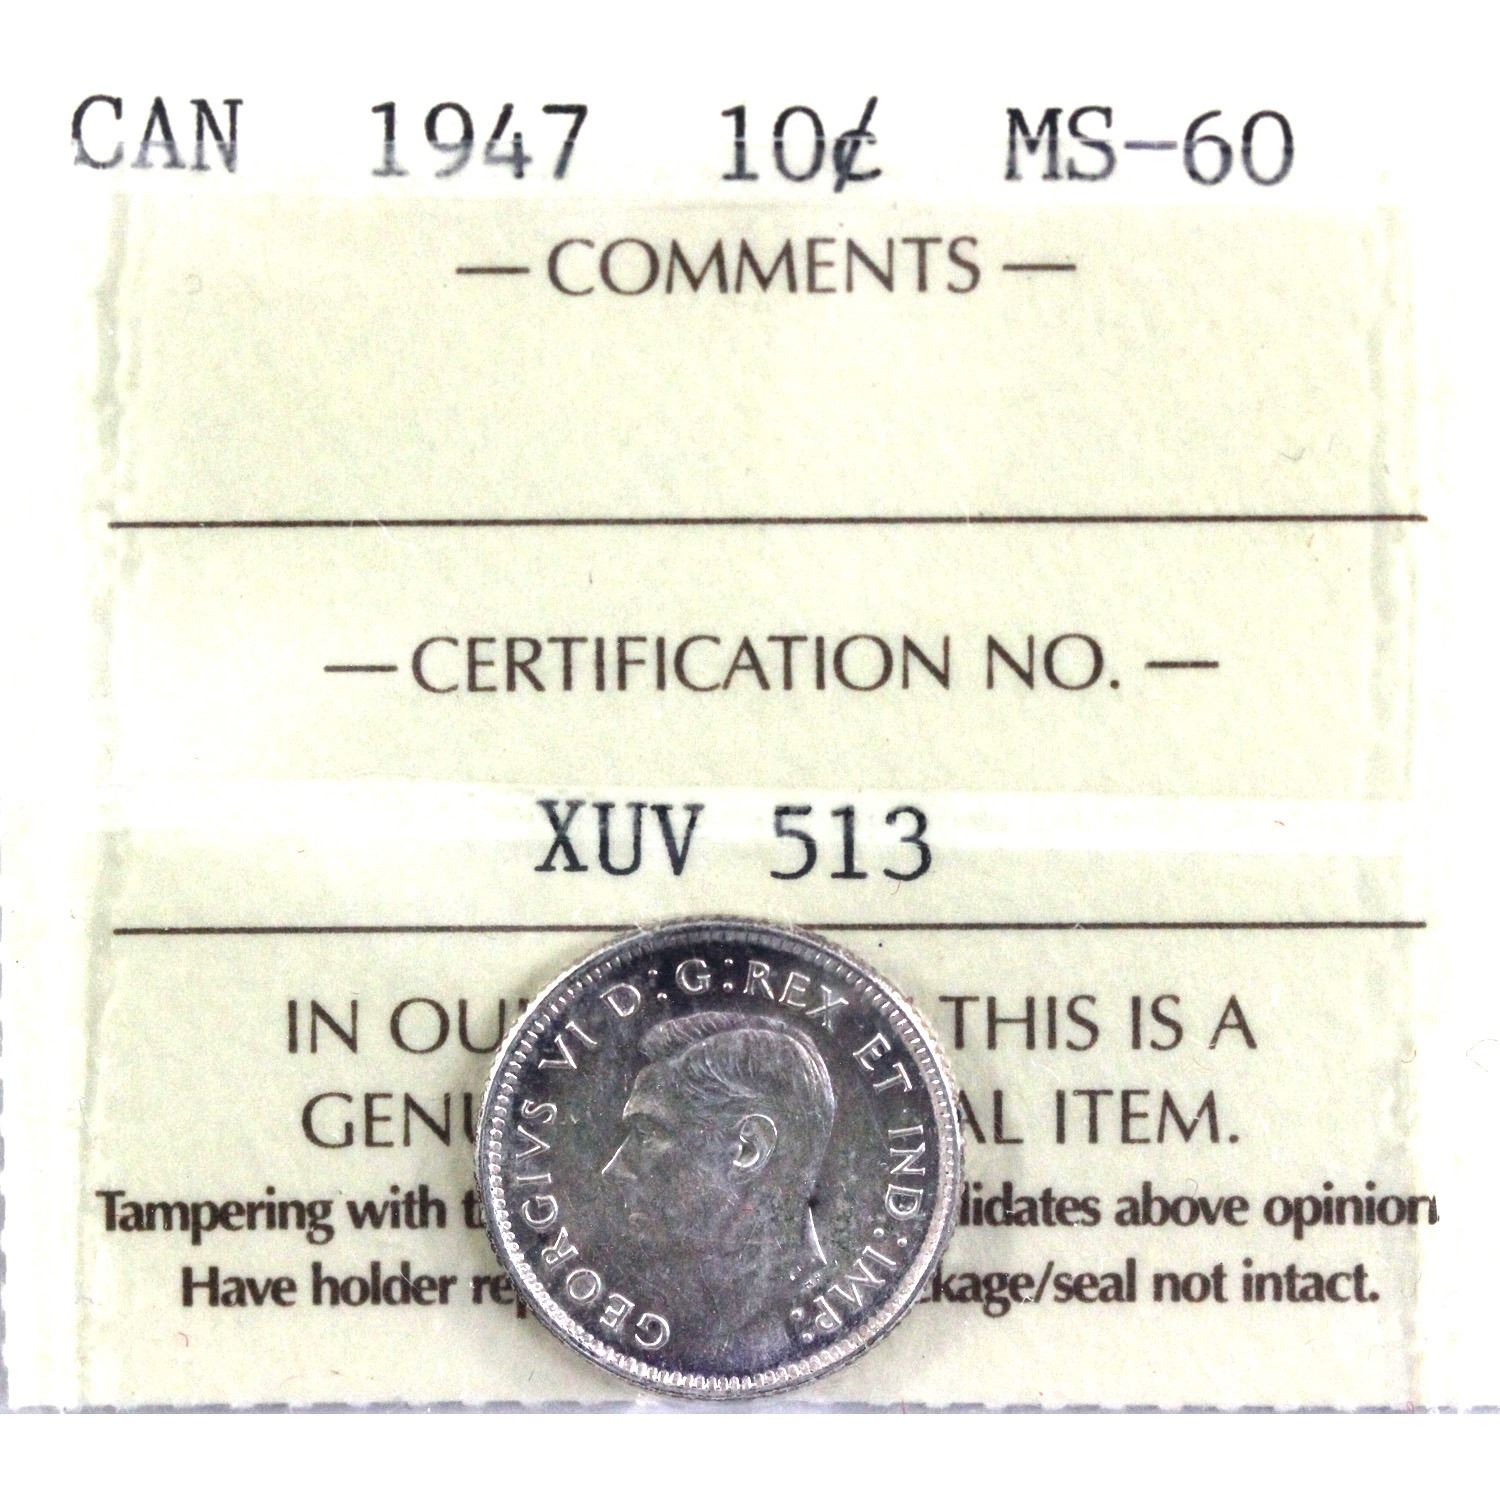 CAN 1947 10¢ MS-60
— COMMENTS —
— CERTIFICATION NO. —
XUV 513
IN OU THIS IS A
GENU AL ITEM.
Tampering with t lidates above opinion
Have holder re kage/seal not intact.
GEORGIVS VI D:G:REX ET IND:IMP: